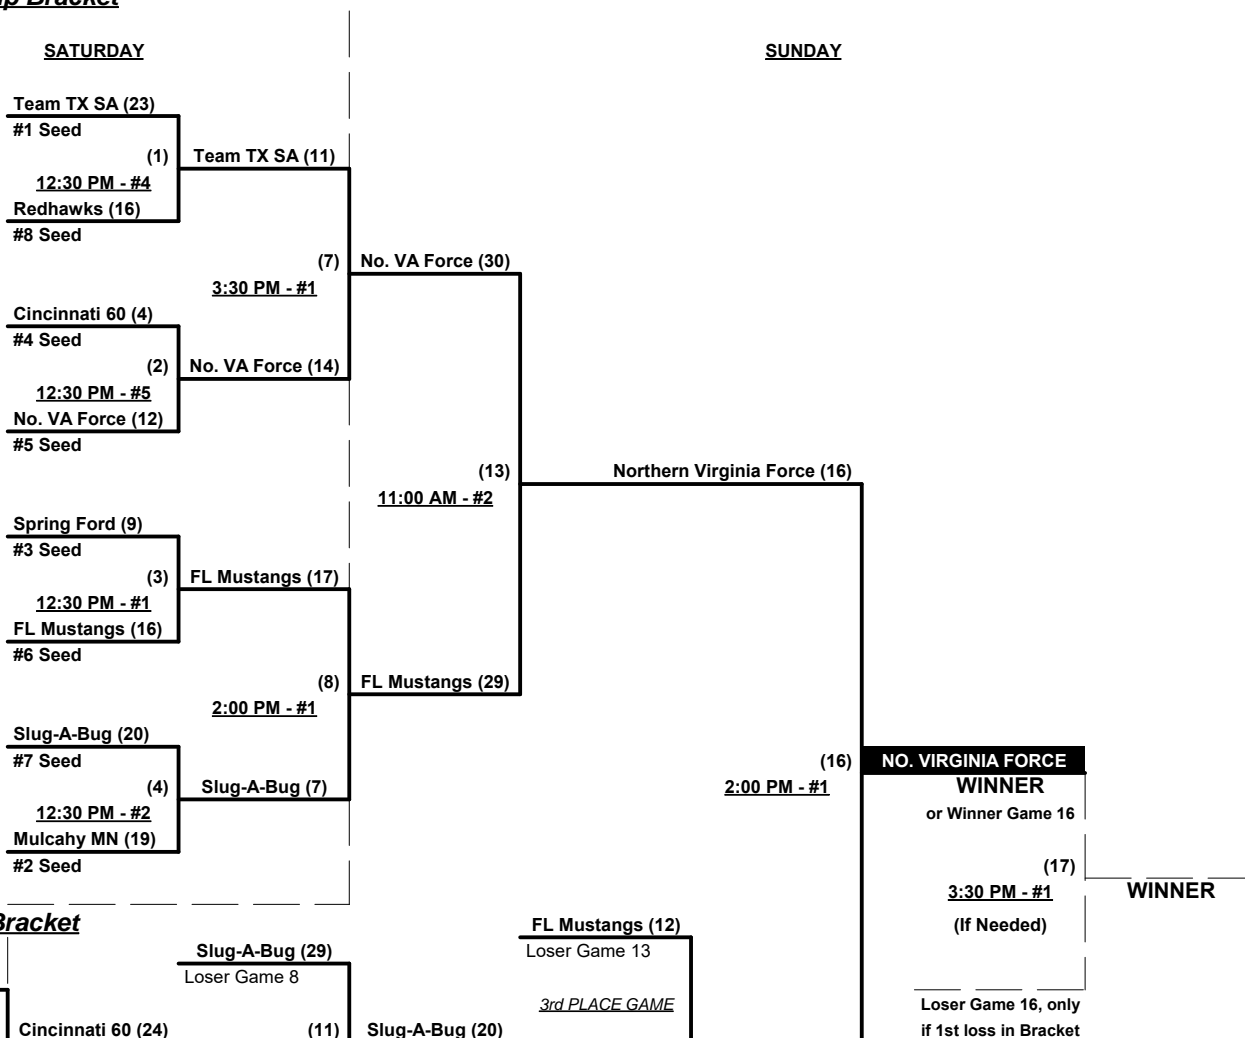 p Bracket
SATURDAY
SUNDAY
Team TX SA (23)
#1 Seed
(1)
Team TX SA (11)
12:30 PM - #4
Redhawks (16)
#8 Seed
(7)
No. VA Force (30)
3:30 PM - #1
Cincinnati 60 (4)
#4 Seed
(2)
No. VA Force (14)
12:30 PM - #5
No. VA Force (12)
#5 Seed
(13)
Northern Virginia Force (16)
11:00 AM - #2
Spring Ford (9)
#3 Seed
(3)
FL Mustangs (17)
12:30 PM - #1
FL Mustangs (16)
#6 Seed
(8)
FL Mustangs (29)
2:00 PM - #1
Slug-A-Bug (20)
#7 Seed
(16)
NO. VIRGINIA FORCE
(4)
Slug-A-Bug (7)
2:00 PM - #1
WINNER
12:30 PM - #2
or Winner Game 16
Mulcahy MN (19)
#2 Seed
(17)
3:30 PM - #1
WINNER
Bracket
FL Mustangs (12)
(If Needed)
Slug-A-Bug (29)
Loser Game 13
Loser Game 8
3rd PLACE GAME
Loser Game 16, only
Cincinnati 60 (24)
(11)
Slug-A-Bug (20)
if 1st loss in Bracket